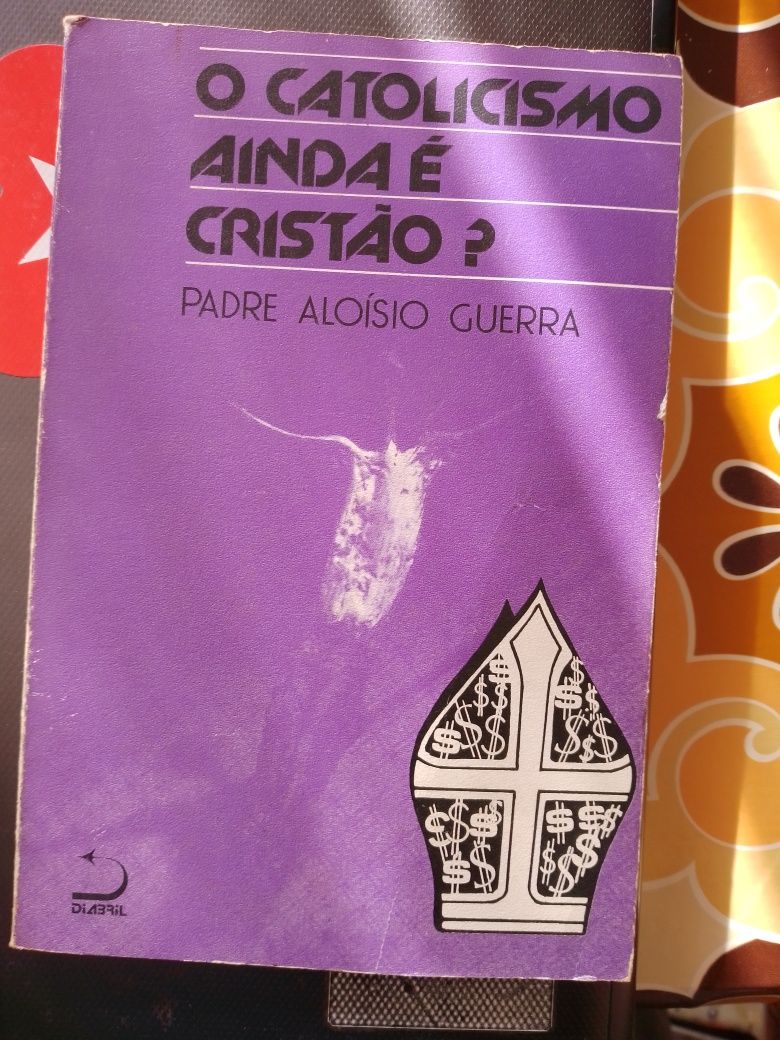 O CATOLICISMO
AINDA É
CRISTÃO ?
PADRE ALOÍSIO GUERRA
DIABRIL